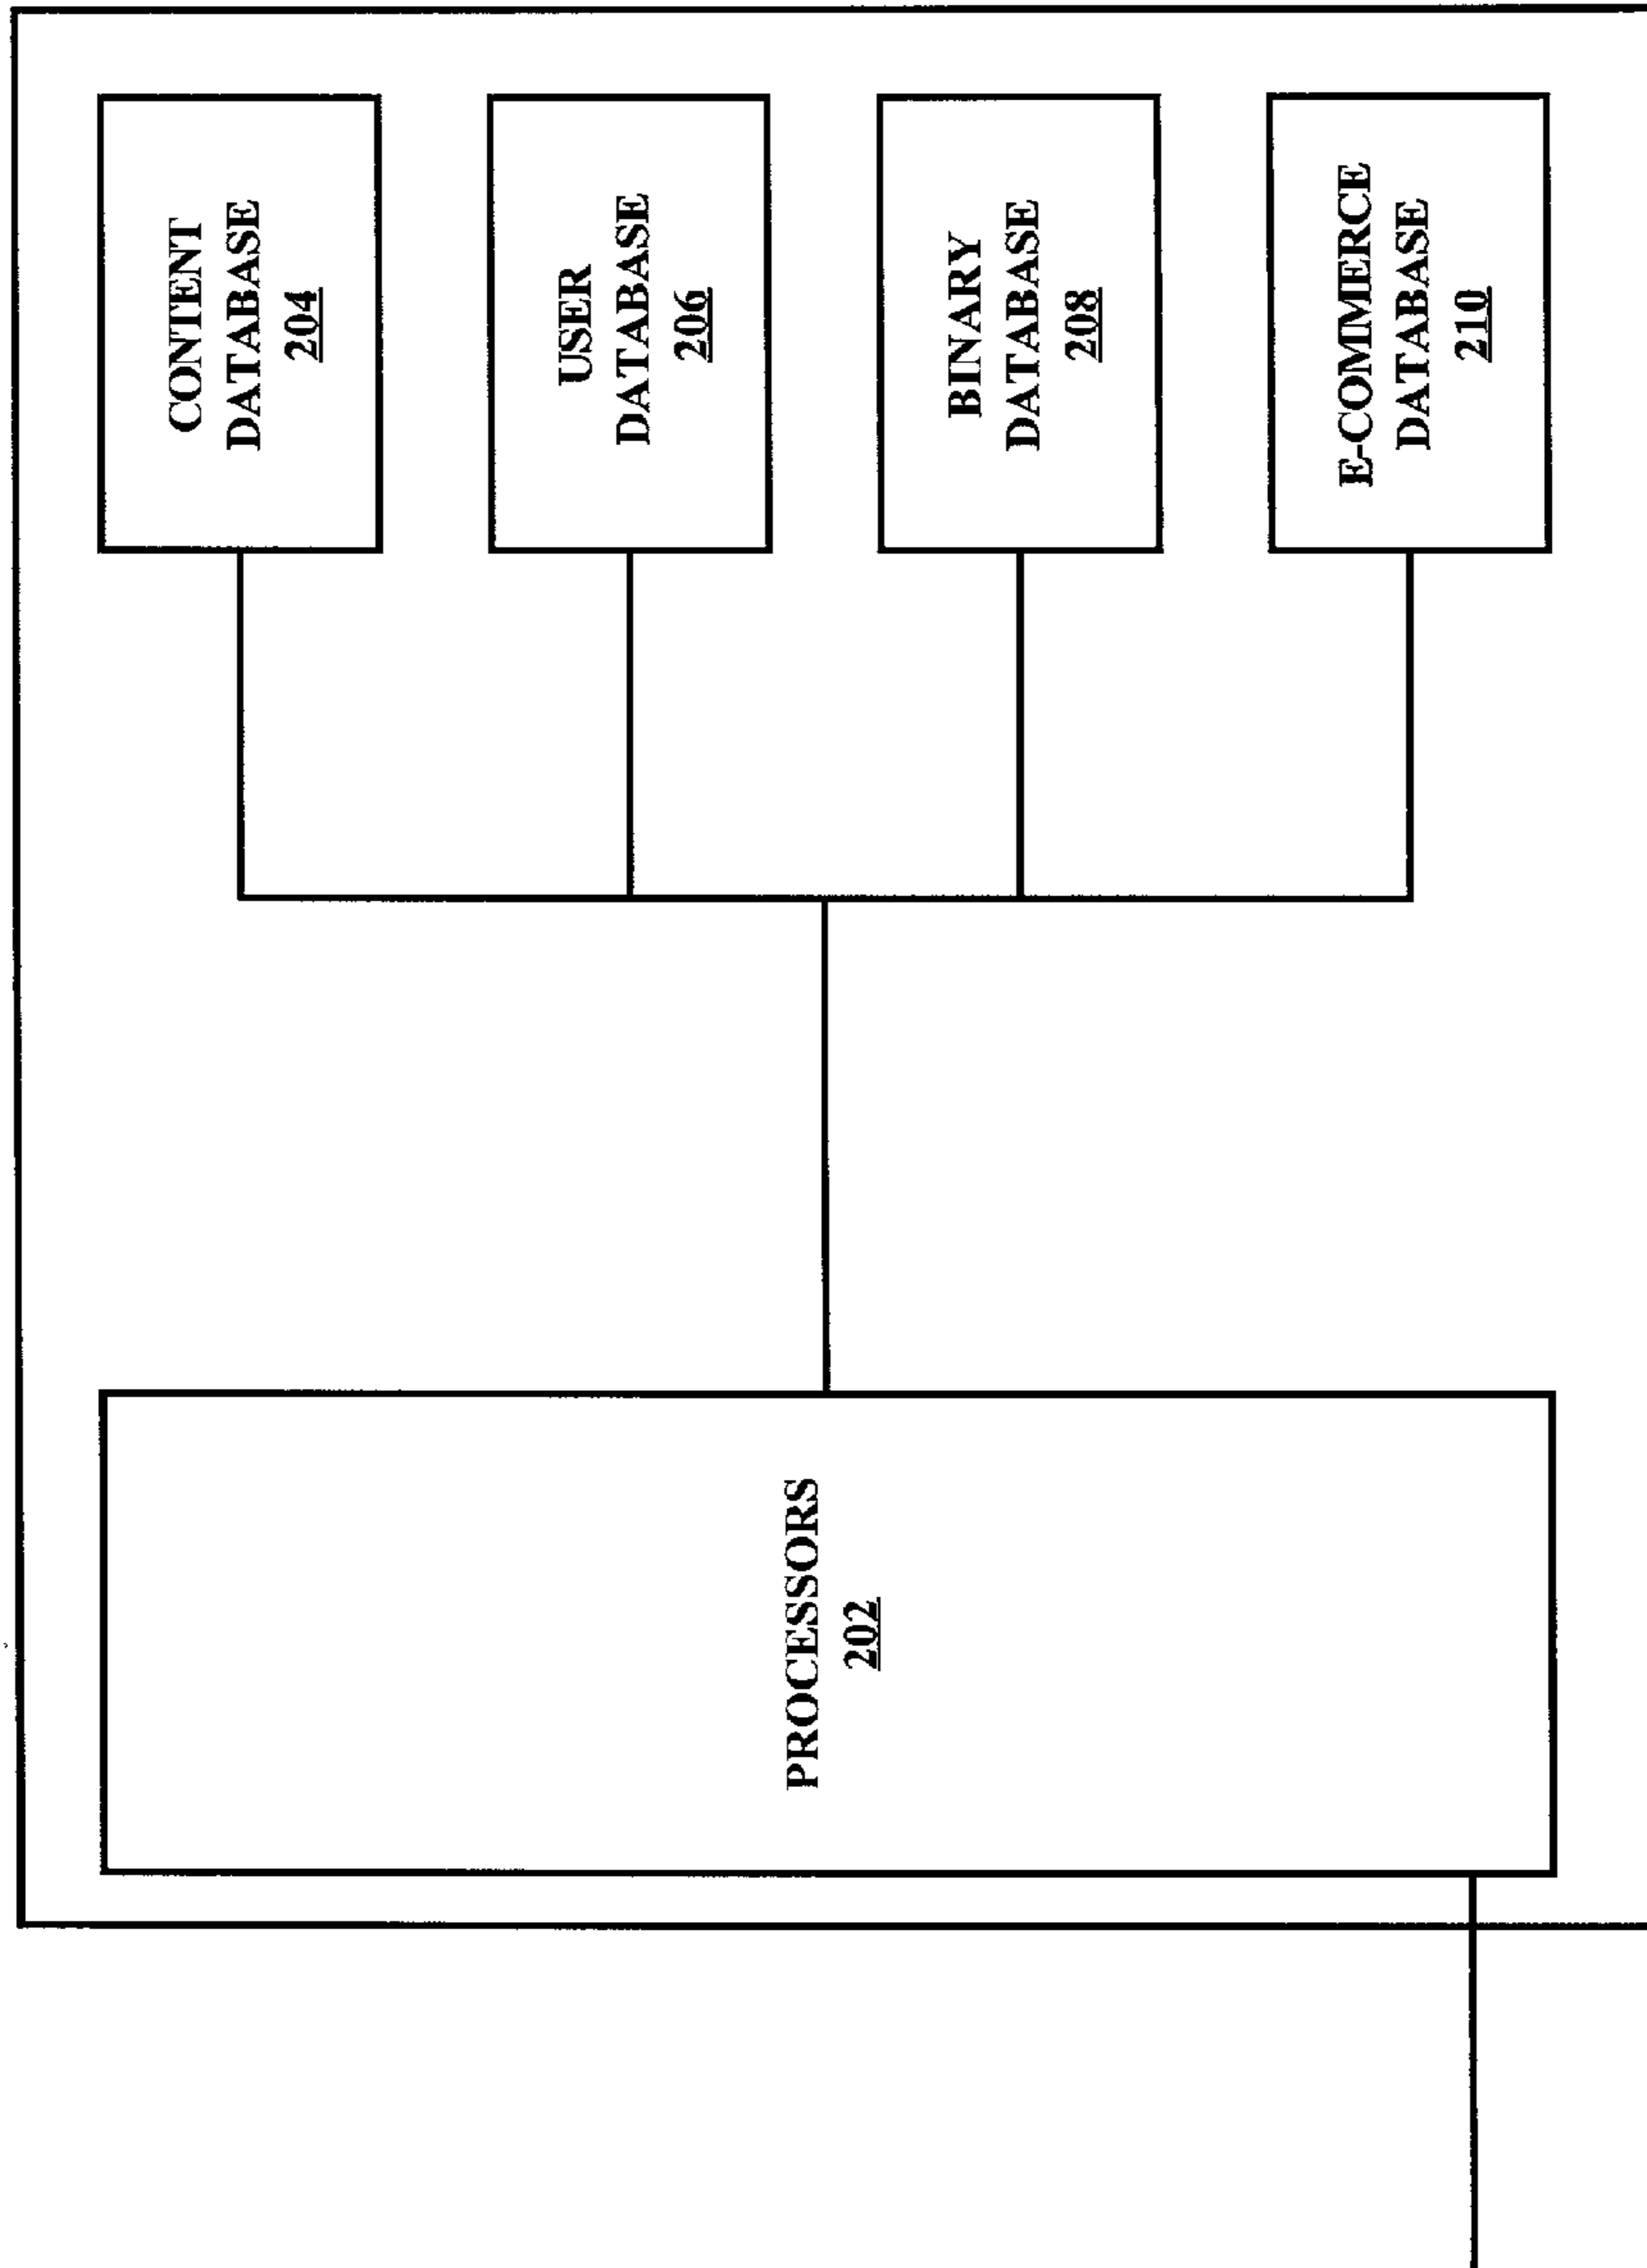 CONTENT
DATABASE
204
USER
DATABASE
206
BINARY
DATABASE
208
E-COMMERCE
DATABASE
210
PROCESSORS
202